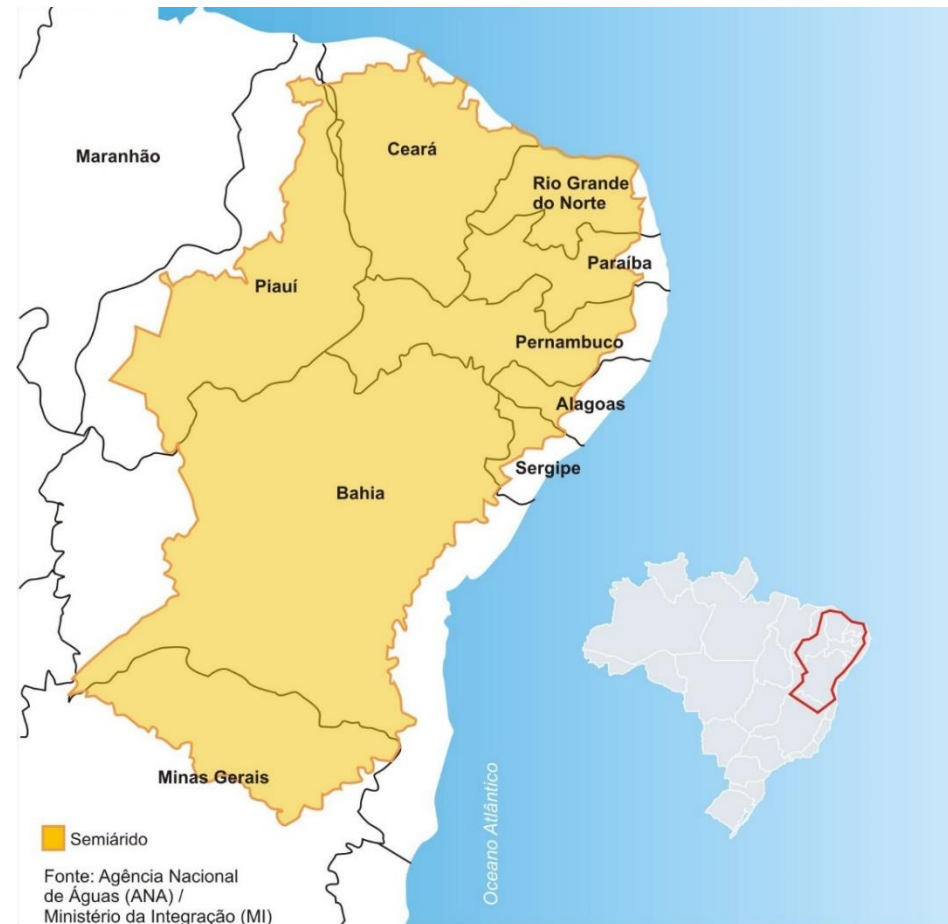 Maranhão
Ceará
Rio Grande
do Norte
Paraíba
Piauí
Pernambuco
Alagoas
Sergipe
Bahia
Minas Gerais
Semiárido
Fonte: Agência Nacional
de Águas (ANA) /
Ministério da Integração (MI)
Oceano Atlântico